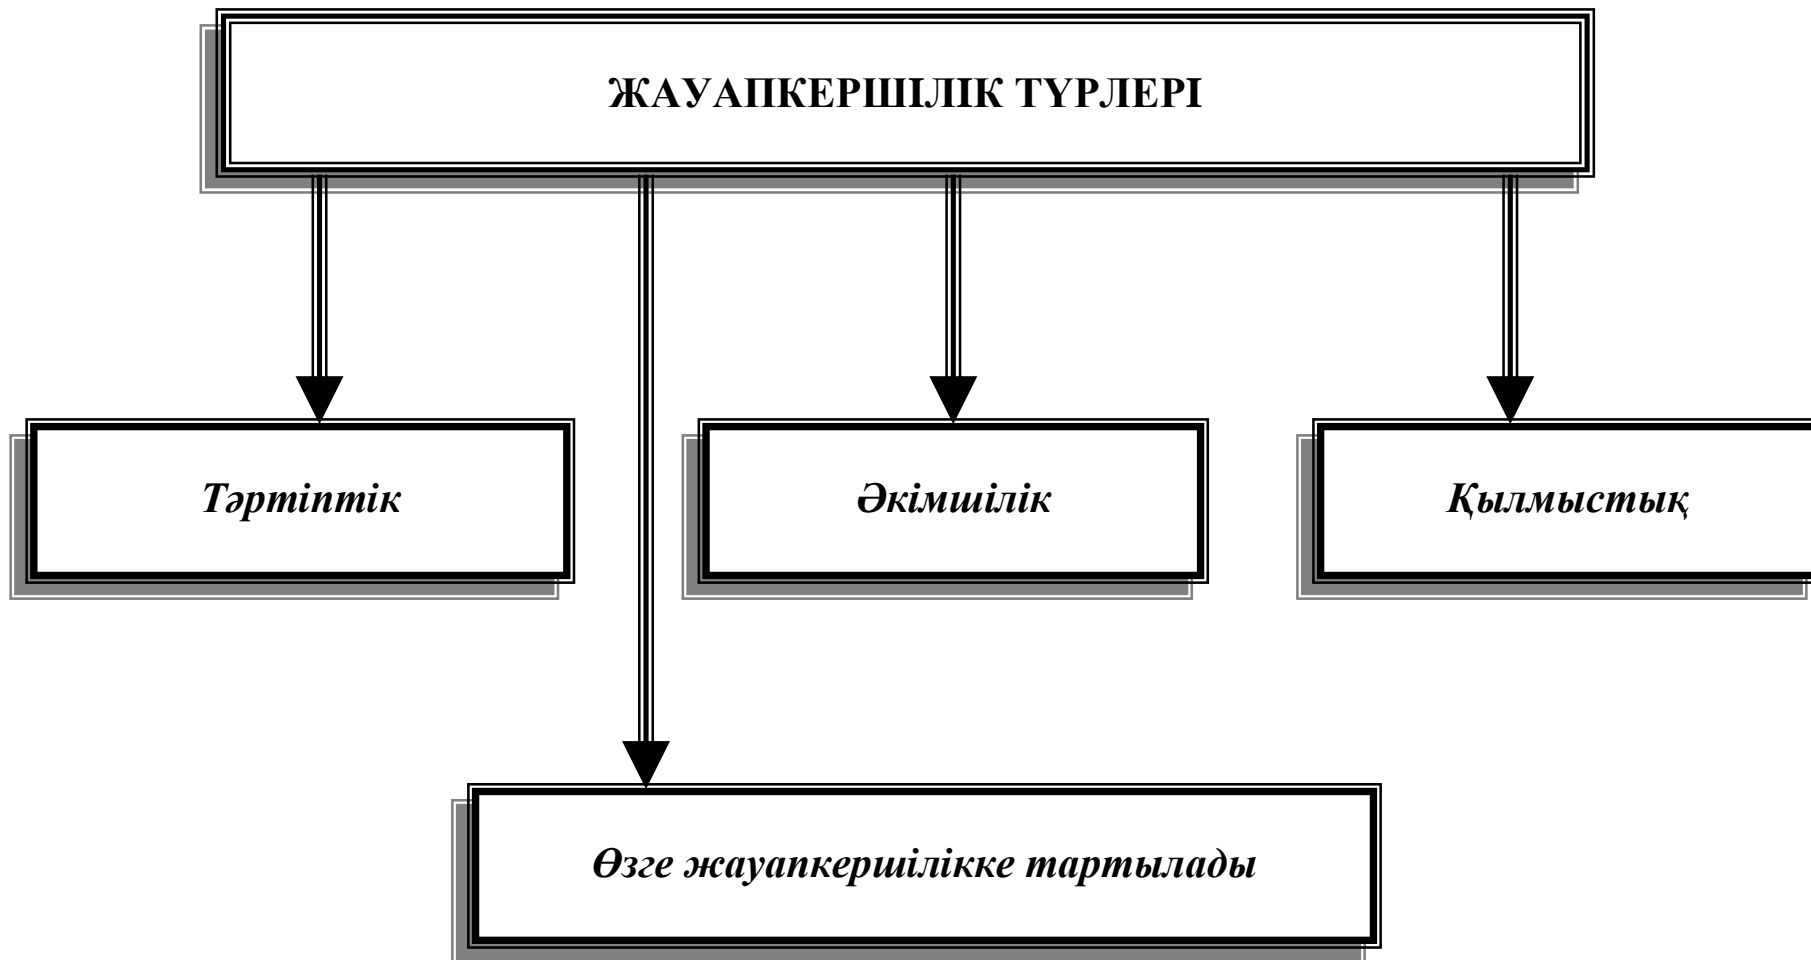 ЖАУАПКЕРШІЛІК ТҮРЛЕРІ
Тәртіптік
Әкімшілік
Қылмыстық
Өзге жауапкершілікке тартылады